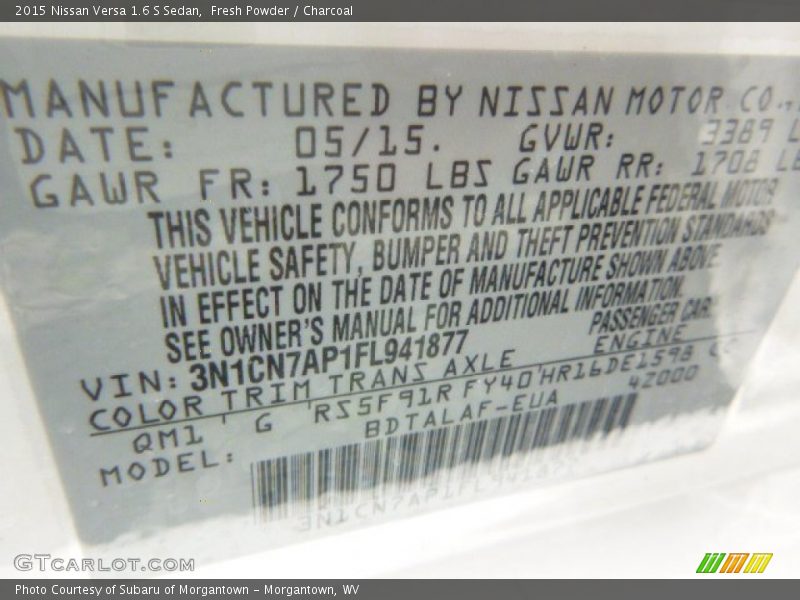 2015 Nissan Versa 1.6 S Sedan,  Fresh Powder / Charcoal
MANUFACTURED BY NISSAN MOTOR CO.,
DATE: 05/15. GVWR: 3389 L
GAWR FR: 1750 LBS GAWR RR: 1708 LB
THIS VEHICLE CONFORMS TO ALL APPLICABLE FEDERAL MOTOR
VEHICLE SAFETY, BUMPER AND THEFT PREVENTION STANDARDS
IN EFFECT ON THE DATE OF MANUFACTURE SHOWN ABOVE
SEE OWNER'S MANUAL FOR ADDITIONAL INFORMATION.
VIN: 3N1CN7AP1FL941877 PASSENGER CAR
COLOR TRIM TRANS AXLE ENGINE
QM1 G RS5F91R FY40 HR16DE1598 CC
MODEL: BDTALAF-EUA 42000
3N1CN7AP1FL941877
GTCARLOT.COM
Photo Courtesy of Subaru of Morgantown – Morgantown, WV